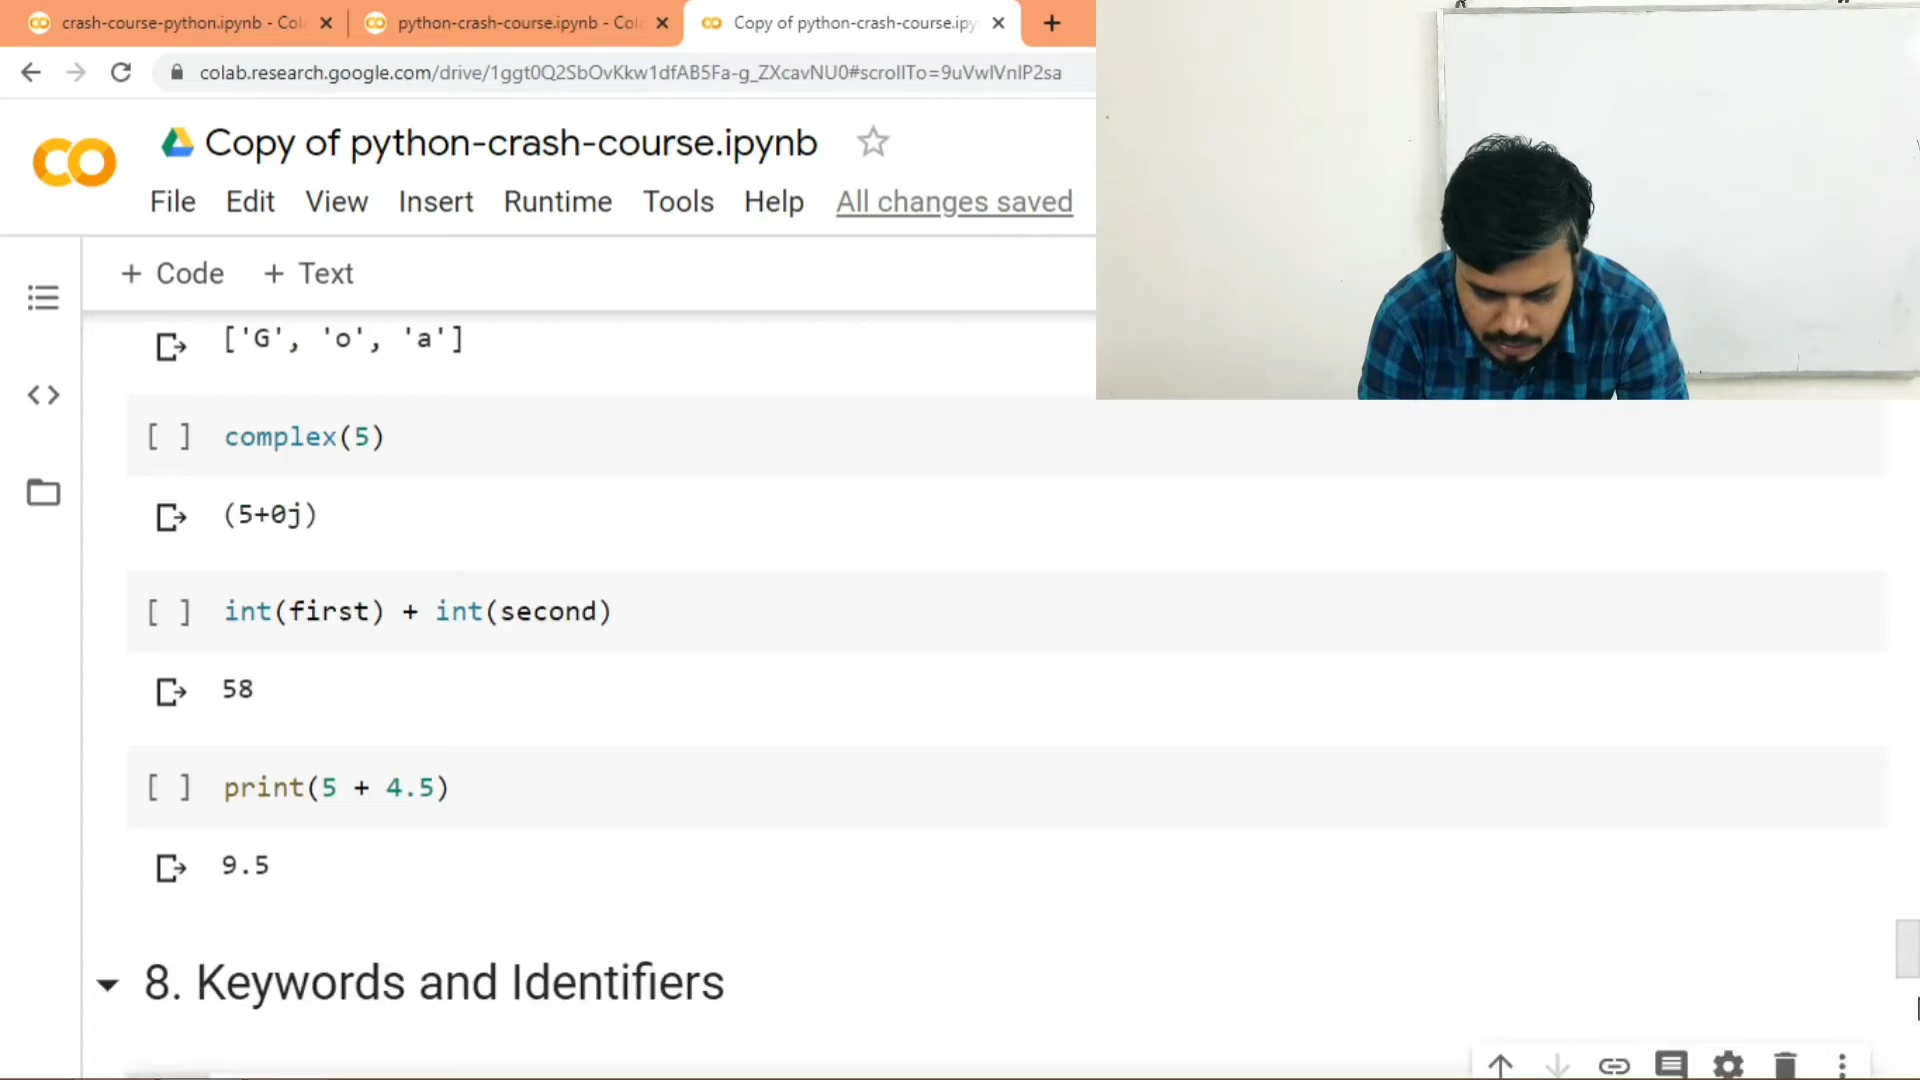 crash-course-python.ipynb - Col
python-crash-course.ipynb - Col
Copy of python-crash-course.ipy
colab.research.google.com/drive/1ggt0Q2SbOvKkw1dfAB5Fa-g_ZXcavNU0#scrollTo=9uVwlVnlP2sa
Copy of python-crash-course.ipynb
File Edit View Insert Runtime Tools Help All changes saved
+ Code + Text
['G', 'o', 'a']
[ ] complex(5)
(5+0j)
[ ] int(first) + int(second)
58
[ ] print(5 + 4.5)
9.5
8. Keywords and Identifiers